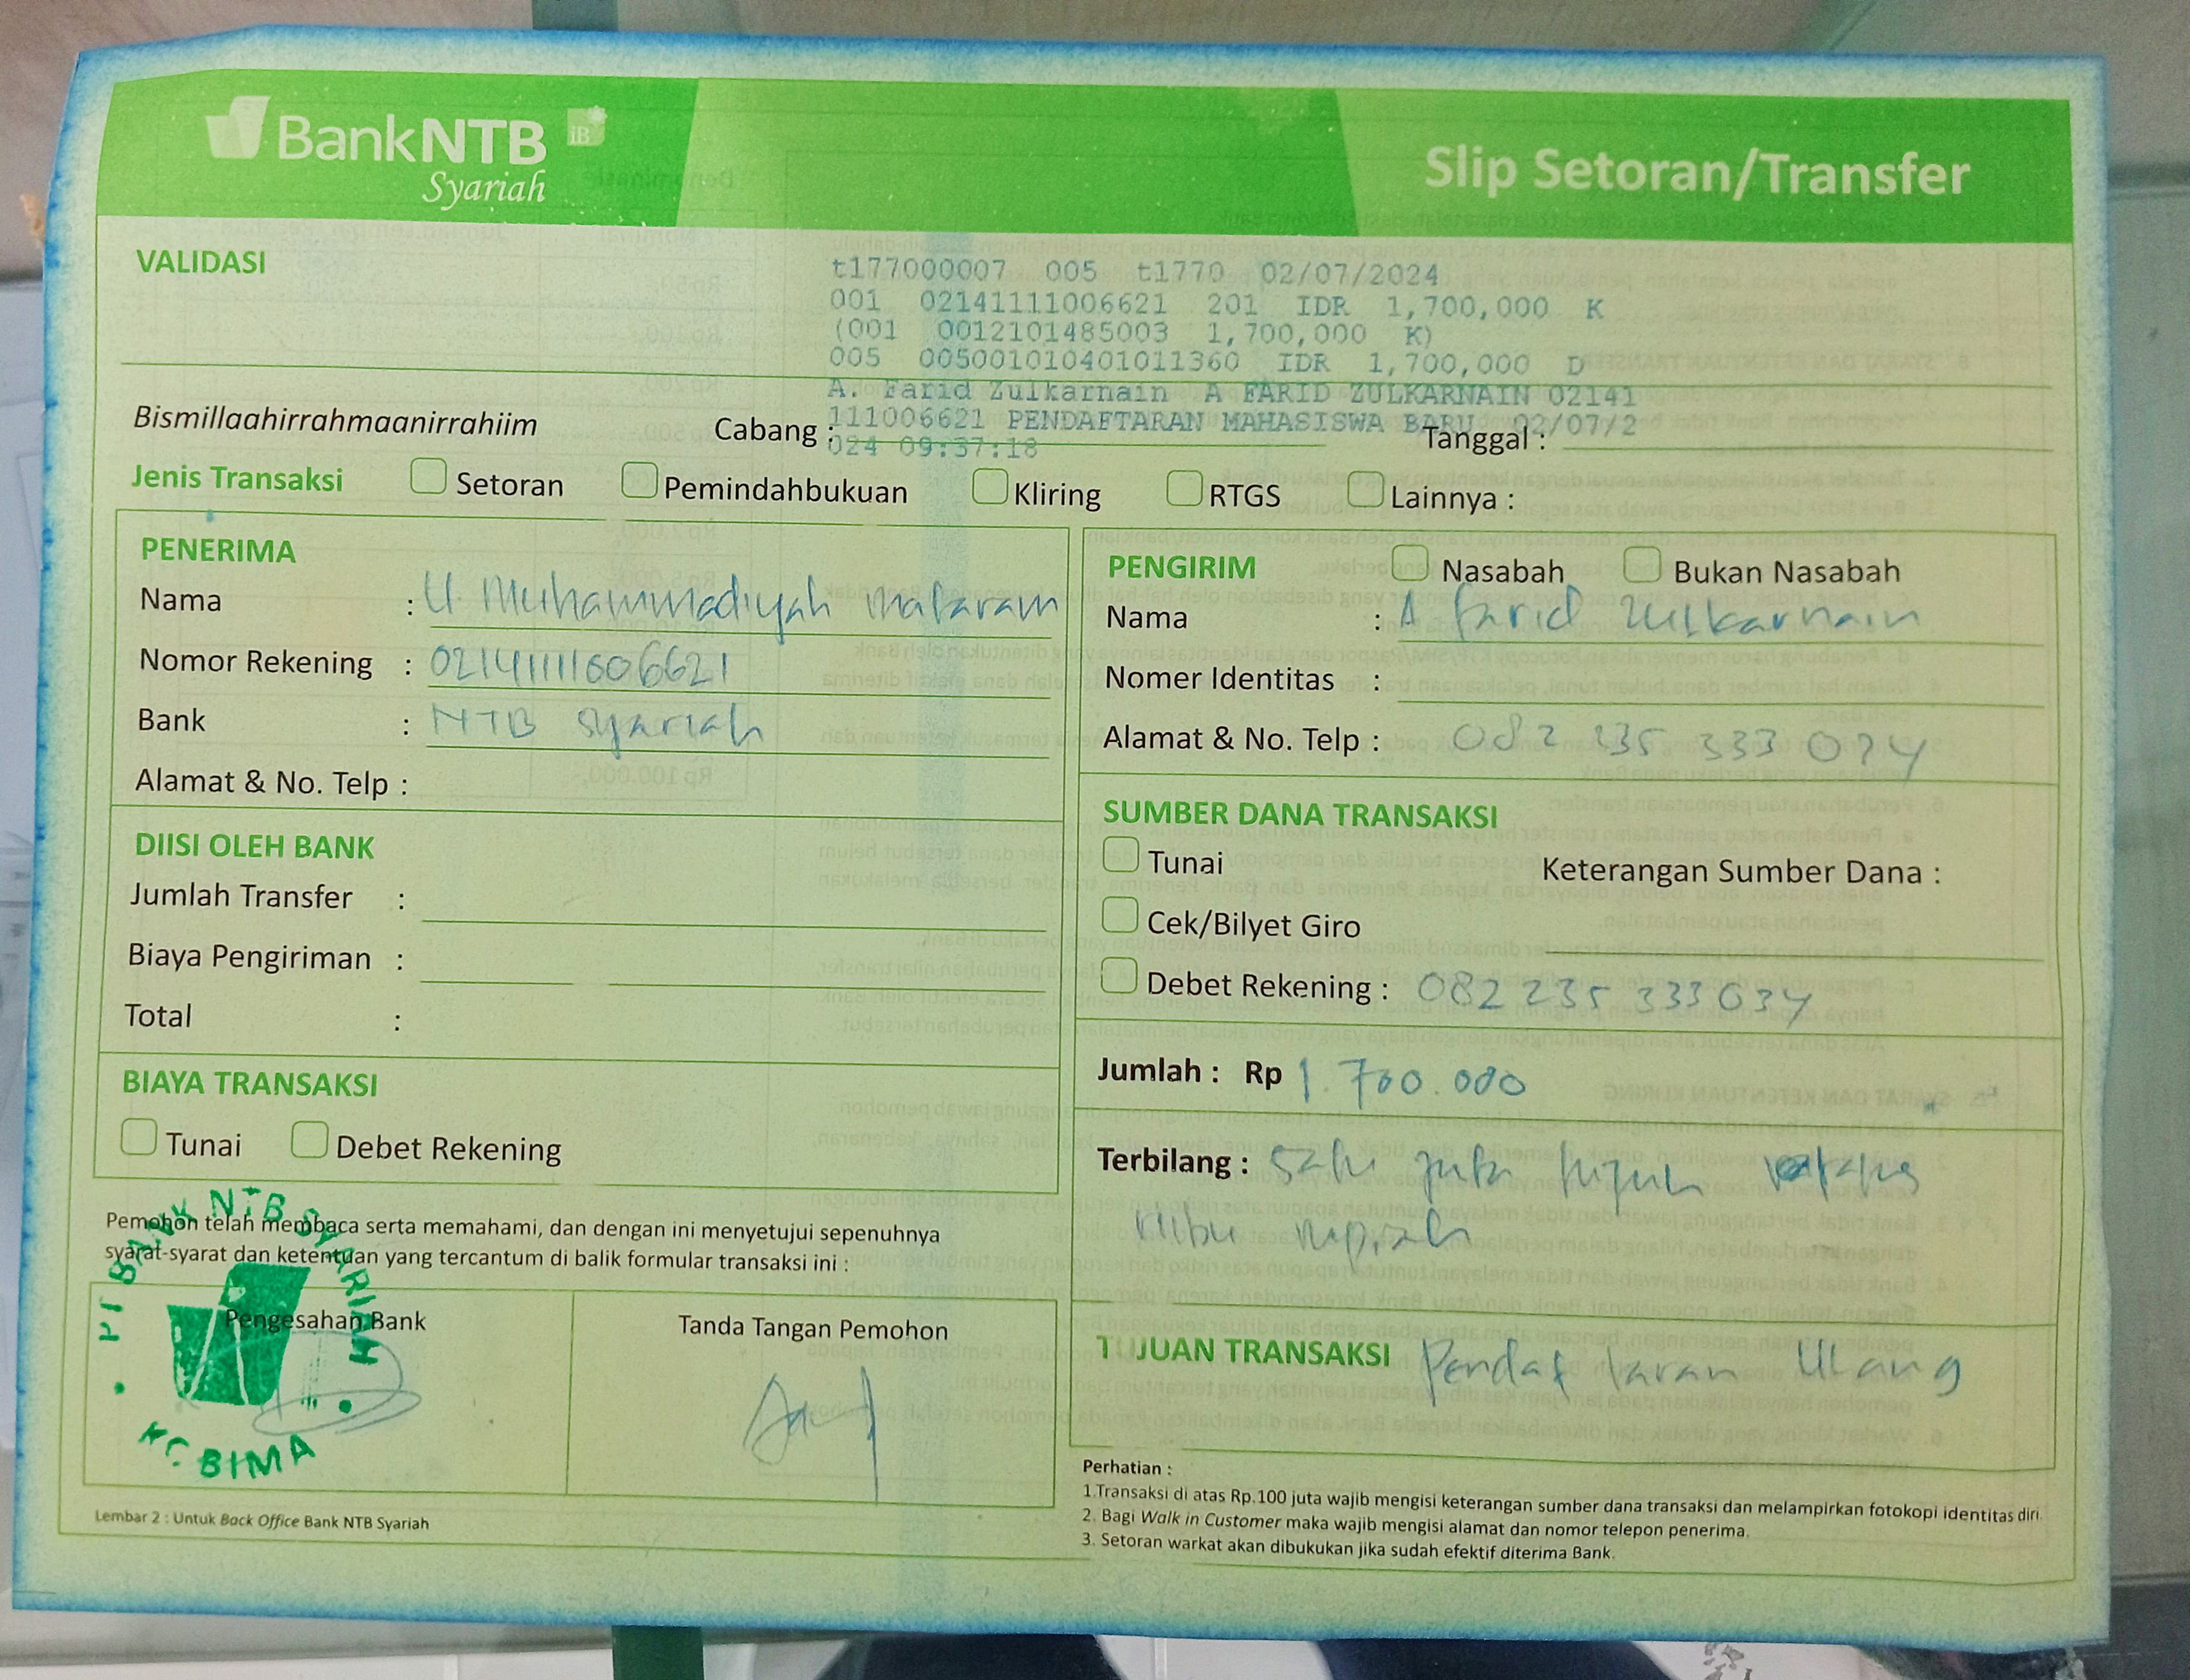 BankNTB iB
Syariah
Slip Setoran/Transfer
VALIDASI
t177000007 005 t1770 02/07/2024
001 02141111006621 201 IDR 1,700,000 K
(001 0012101485003 1,700,000 K)
005 005001010401011360 IDR 1,700,000 D
A. Farid Zulkarnain A FARID ZULKARNAIN 02141
111006621 PENDAFTARAN MAHASISWA BARU 02/07/2
024 09:37:18
Bismillaahirrahmaanirrahiim
Cabang :
Tanggal :
Jenis Transaksi Setoran Pemindahbukuan Kliring RTGS Lainnya :
PENERIMA
Nama : U. Muhammadiyah mataram
Nomor Rekening : 02141111006621
Bank : NTB Syariah
Alamat & No. Telp :
DIISI OLEH BANK
Jumlah Transfer :
Biaya Pengiriman :
Total :
BIAYA TRANSAKSI
Tunai Debet Rekening
Pemohon telah membaca serta memahami, dan dengan ini menyetujui sepenuhnya
syarat-syarat dan ketentuan yang tercantum di balik formular transaksi ini :
Pengesahan Bank
Tanda Tangan Pemohon
PT BANK NTB SYARIAH
KC BIMA
Lembar 2 : Untuk Back Office Bank NTB Syariah
PENGIRIM Nasabah Bukan Nasabah
Nama : A farid zulkarnain
Nomer Identitas :
Alamat & No. Telp : 082 235 333 074
SUMBER DANA TRANSAKSI
Tunai
Keterangan Sumber Dana :
Cek/Bilyet Giro
Debet Rekening : 082 235 333034
Jumlah : Rp 1.700.000
Terbilang : Satu juta tujuh ratus
ribu rupiah
TUJUAN TRANSAKSI Pendaftaran Ulang
Perhatian :
1.Transaksi di atas Rp.100 juta wajib mengisi keterangan sumber dana transaksi dan melampirkan fotokopi identitas diri.
2. Bagi Walk in Customer maka wajib mengisi alamat dan nomor telepon penerima.
3. Setoran warkat akan dibukukan jika sudah efektif diterima Bank.